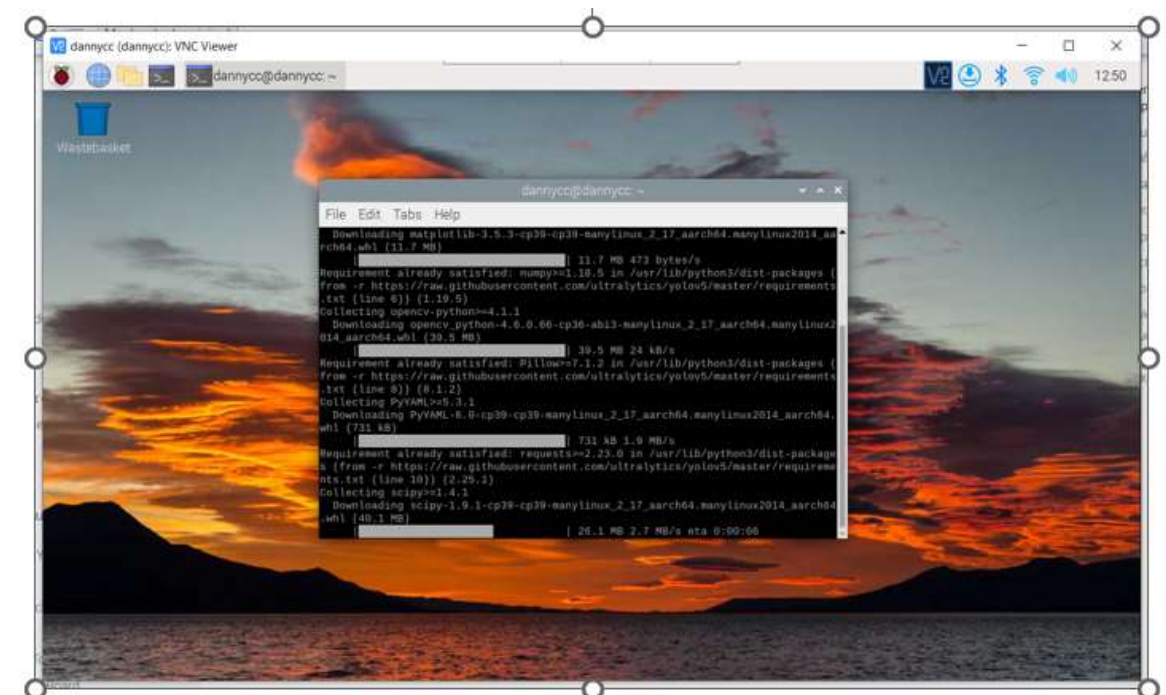 dannycc (dannycc): VNC Viewer
dannycc@dannycc: ~
12:50
Wastebasket
dannycc@dannycc: ~
File Edit Tabs Help
Downloading matplotlib-3.5.3-cp39-cp39-manylinux_2_17_aarch64.manylinux2014_aa
rch64.whl (11.7 MB)
| 11.7 MB 473 bytes/s
Requirement already satisfied: numpy>=1.18.5 in /usr/lib/python3/dist-packages (
from -r https://raw.githubusercontent.com/ultralytics/yolov5/master/requirements
.txt (line 6)) (1.19.5)
Collecting opencv-python>=4.1.1
Downloading opencv_python-4.6.0.66-cp36-abi3-manylinux_2_17_aarch64.manylinux2
014_aarch64.whl (39.5 MB)
| 39.5 MB 24 kB/s
Requirement already satisfied: Pillow>=7.1.2 in /usr/lib/python3/dist-packages (
from -r https://raw.githubusercontent.com/ultralytics/yolov5/master/requirements
.txt (line 8)) (8.1.2)
Collecting PyYAML>=5.3.1
Downloading PyYAML-6.0-cp39-cp39-manylinux_2_17_aarch64.manylinux2014_aarch64.
whl (731 kB)
| 731 kB 1.9 MB/s
Requirement already satisfied: requests>=2.23.0 in /usr/lib/python3/dist-package
s (from -r https://raw.githubusercontent.com/ultralytics/yolov5/master/requireme
nts.txt (line 10)) (2.25.1)
Collecting scipy>=1.4.1
Downloading scipy-1.9.1-cp39-cp39-manylinux_2_17_aarch64.manylinux2014_aarch64
.whl (40.1 MB)
| 26.1 MB 2.7 MB/s eta 0:00:06